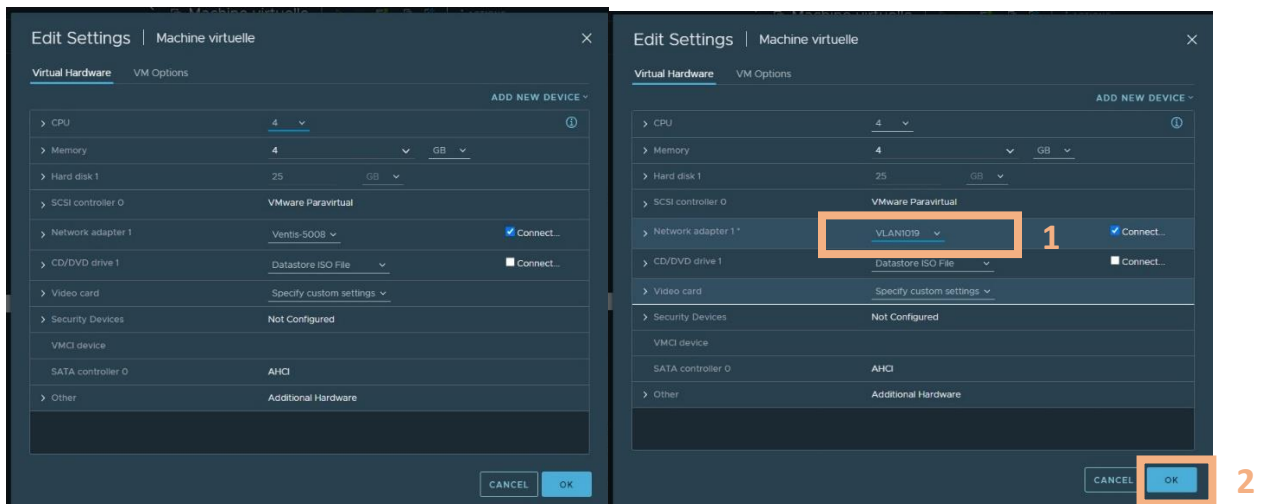 Edit Settings | Machine virtuelle
Virtual Hardware VM Options
ADD NEW DEVICE
CPU 4
Memory 4 GB
Hard disk 1 25 GB
SCSI controller 0 VMware Paravirtual
Network adapter 1 Ventis-5008 Connect...
CD/DVD drive 1 Datastore ISO File Connect...
Video card Specify custom settings
Security Devices Not Configured
VMCI device
SATA controller 0 AHCI
Other Additional Hardware
CANCEL OK
Edit Settings | Machine virtuelle
Virtual Hardware VM Options
ADD NEW DEVICE
CPU 4
Memory 4 GB
Hard disk 1 25 GB
SCSI controller 0 VMware Paravirtual
Network adapter 1 * VLAN1019 1 Connect...
CD/DVD drive 1 Datastore ISO File Connect...
Video card Specify custom settings
Security Devices Not Configured
VMCI device
SATA controller 0 AHCI
Other Additional Hardware
CANCEL OK 2